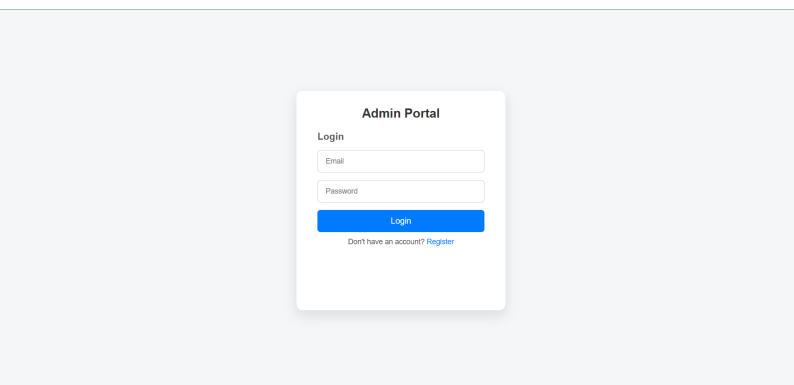 Admin Portal
Login
Email
Password
Login
Don't have an account? Register